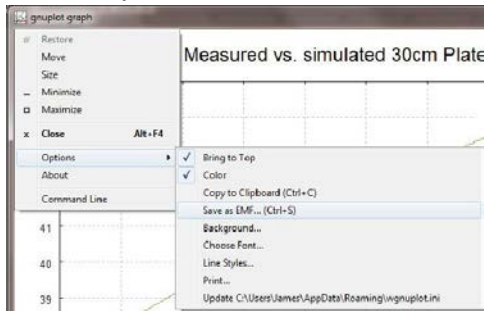 gnuplot graph
Restore
Move
Size
Minimize
Maximize
x Close Alt+F4
Options
About
Command Line
Measured vs. simulated 30cm Plate
Bring to Top
Color
Copy to Clipboard (Ctrl+C)
Save as EMF... (Ctrl+S)
Background...
Choose Font...
Line Styles...
Print...
Update C:\Users\James\AppData\Roaming\wgnuplot.ini
41
40
39